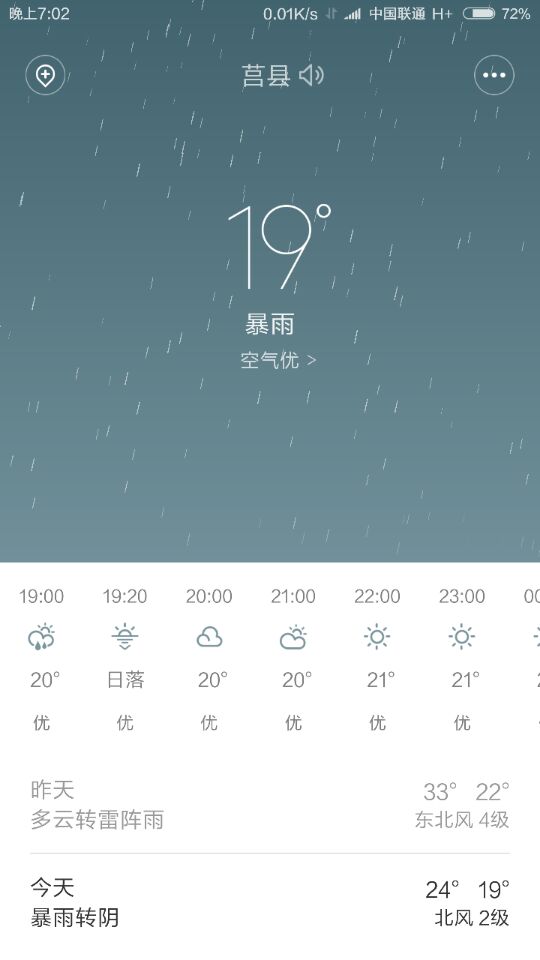 晚上7:02 0.01K/s 中国联通 H+ 72%
莒县
19°
暴雨
空气优 >
19:00 19:20 20:00 21:00 22:00 23:00
20° 日落 20° 20° 21° 21°
优 优 优 优 优 优
昨天 33° 22°
多云转雷阵雨 东北风 4级
今天 24° 19°
暴雨转阴 北风 2级